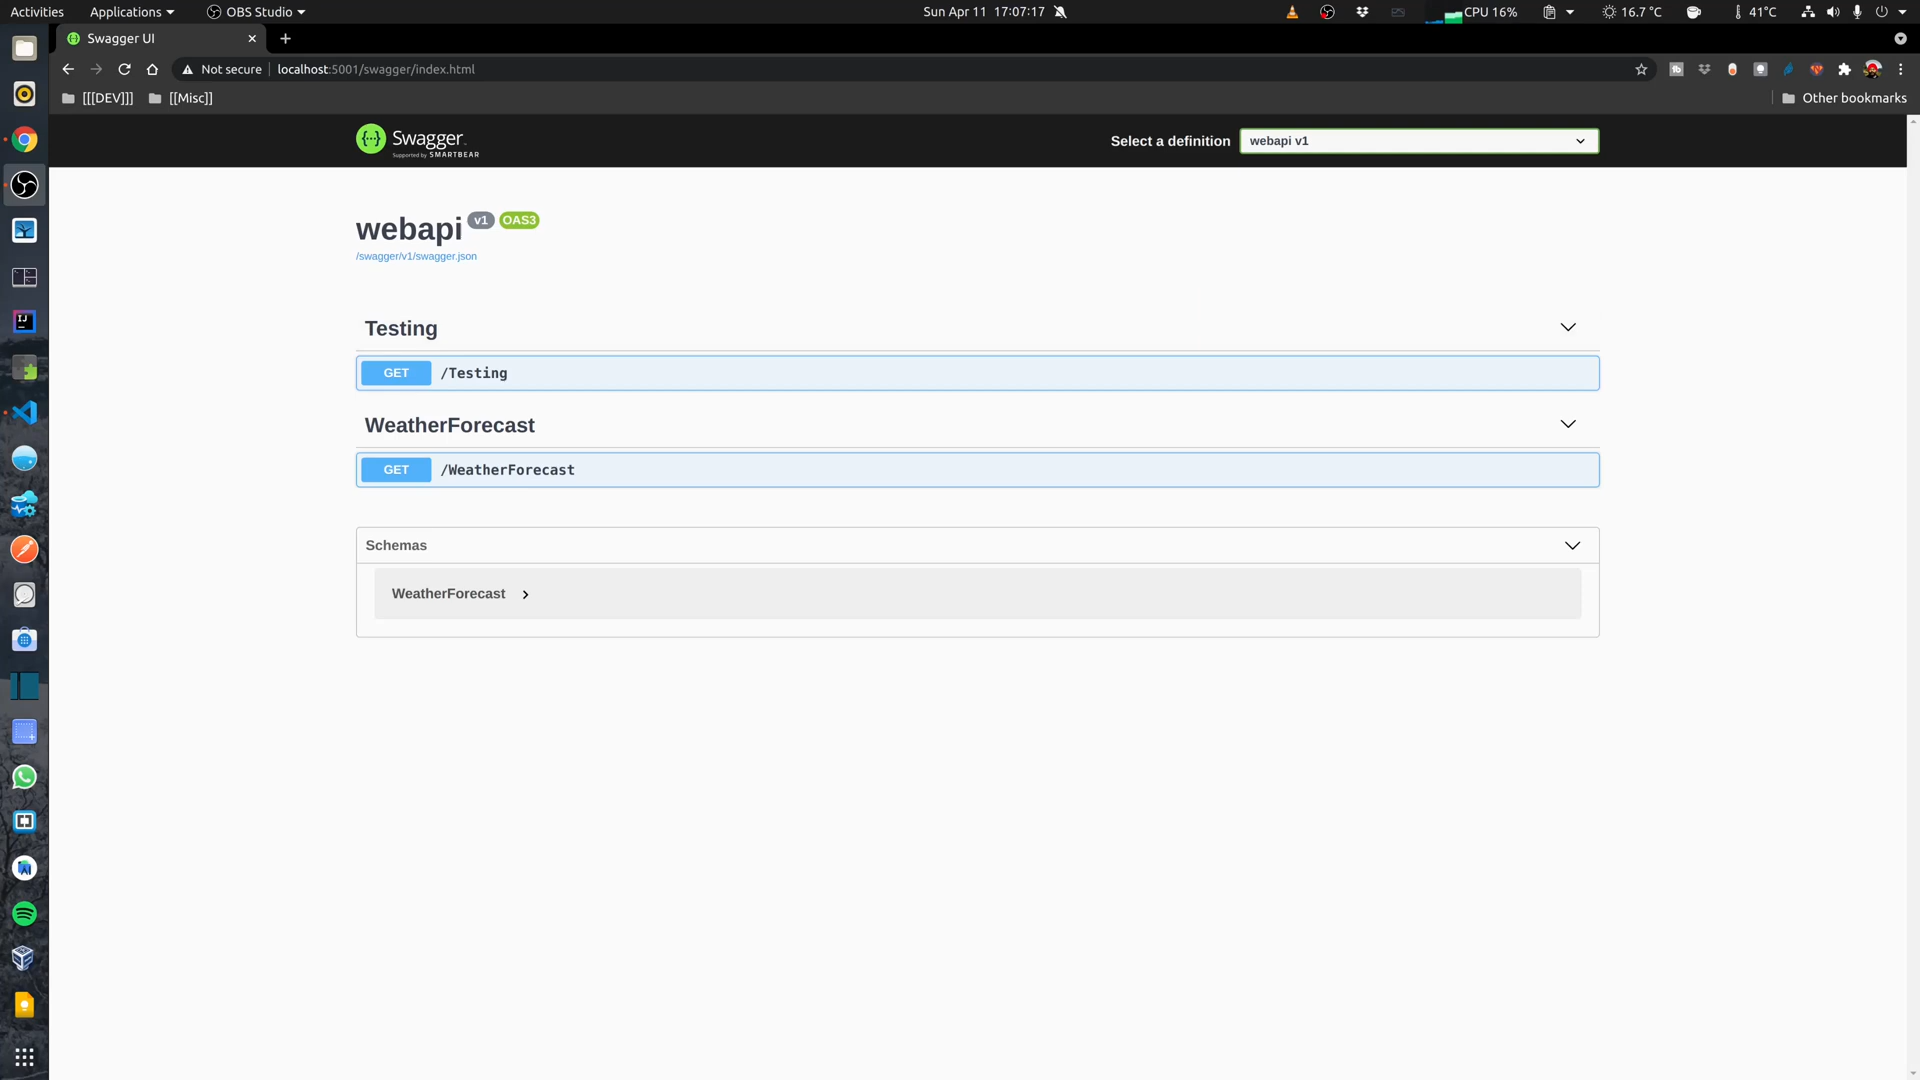 Activities Applications OBS Studio Sun Apr 11 17:07:17 CPU 16% 16.7 °C 41°C
Swagger UI
Not secure localhost:5001/swagger/index.html
[[[DEV]]] [[Misc]] Other bookmarks
Swagger
Supported by SMARTBEAR
Select a definition webapi v1
webapi v1 OAS3
/swagger/v1/swagger.json
Testing
GET /Testing
WeatherForecast
GET /WeatherForecast
Schemas
WeatherForecast